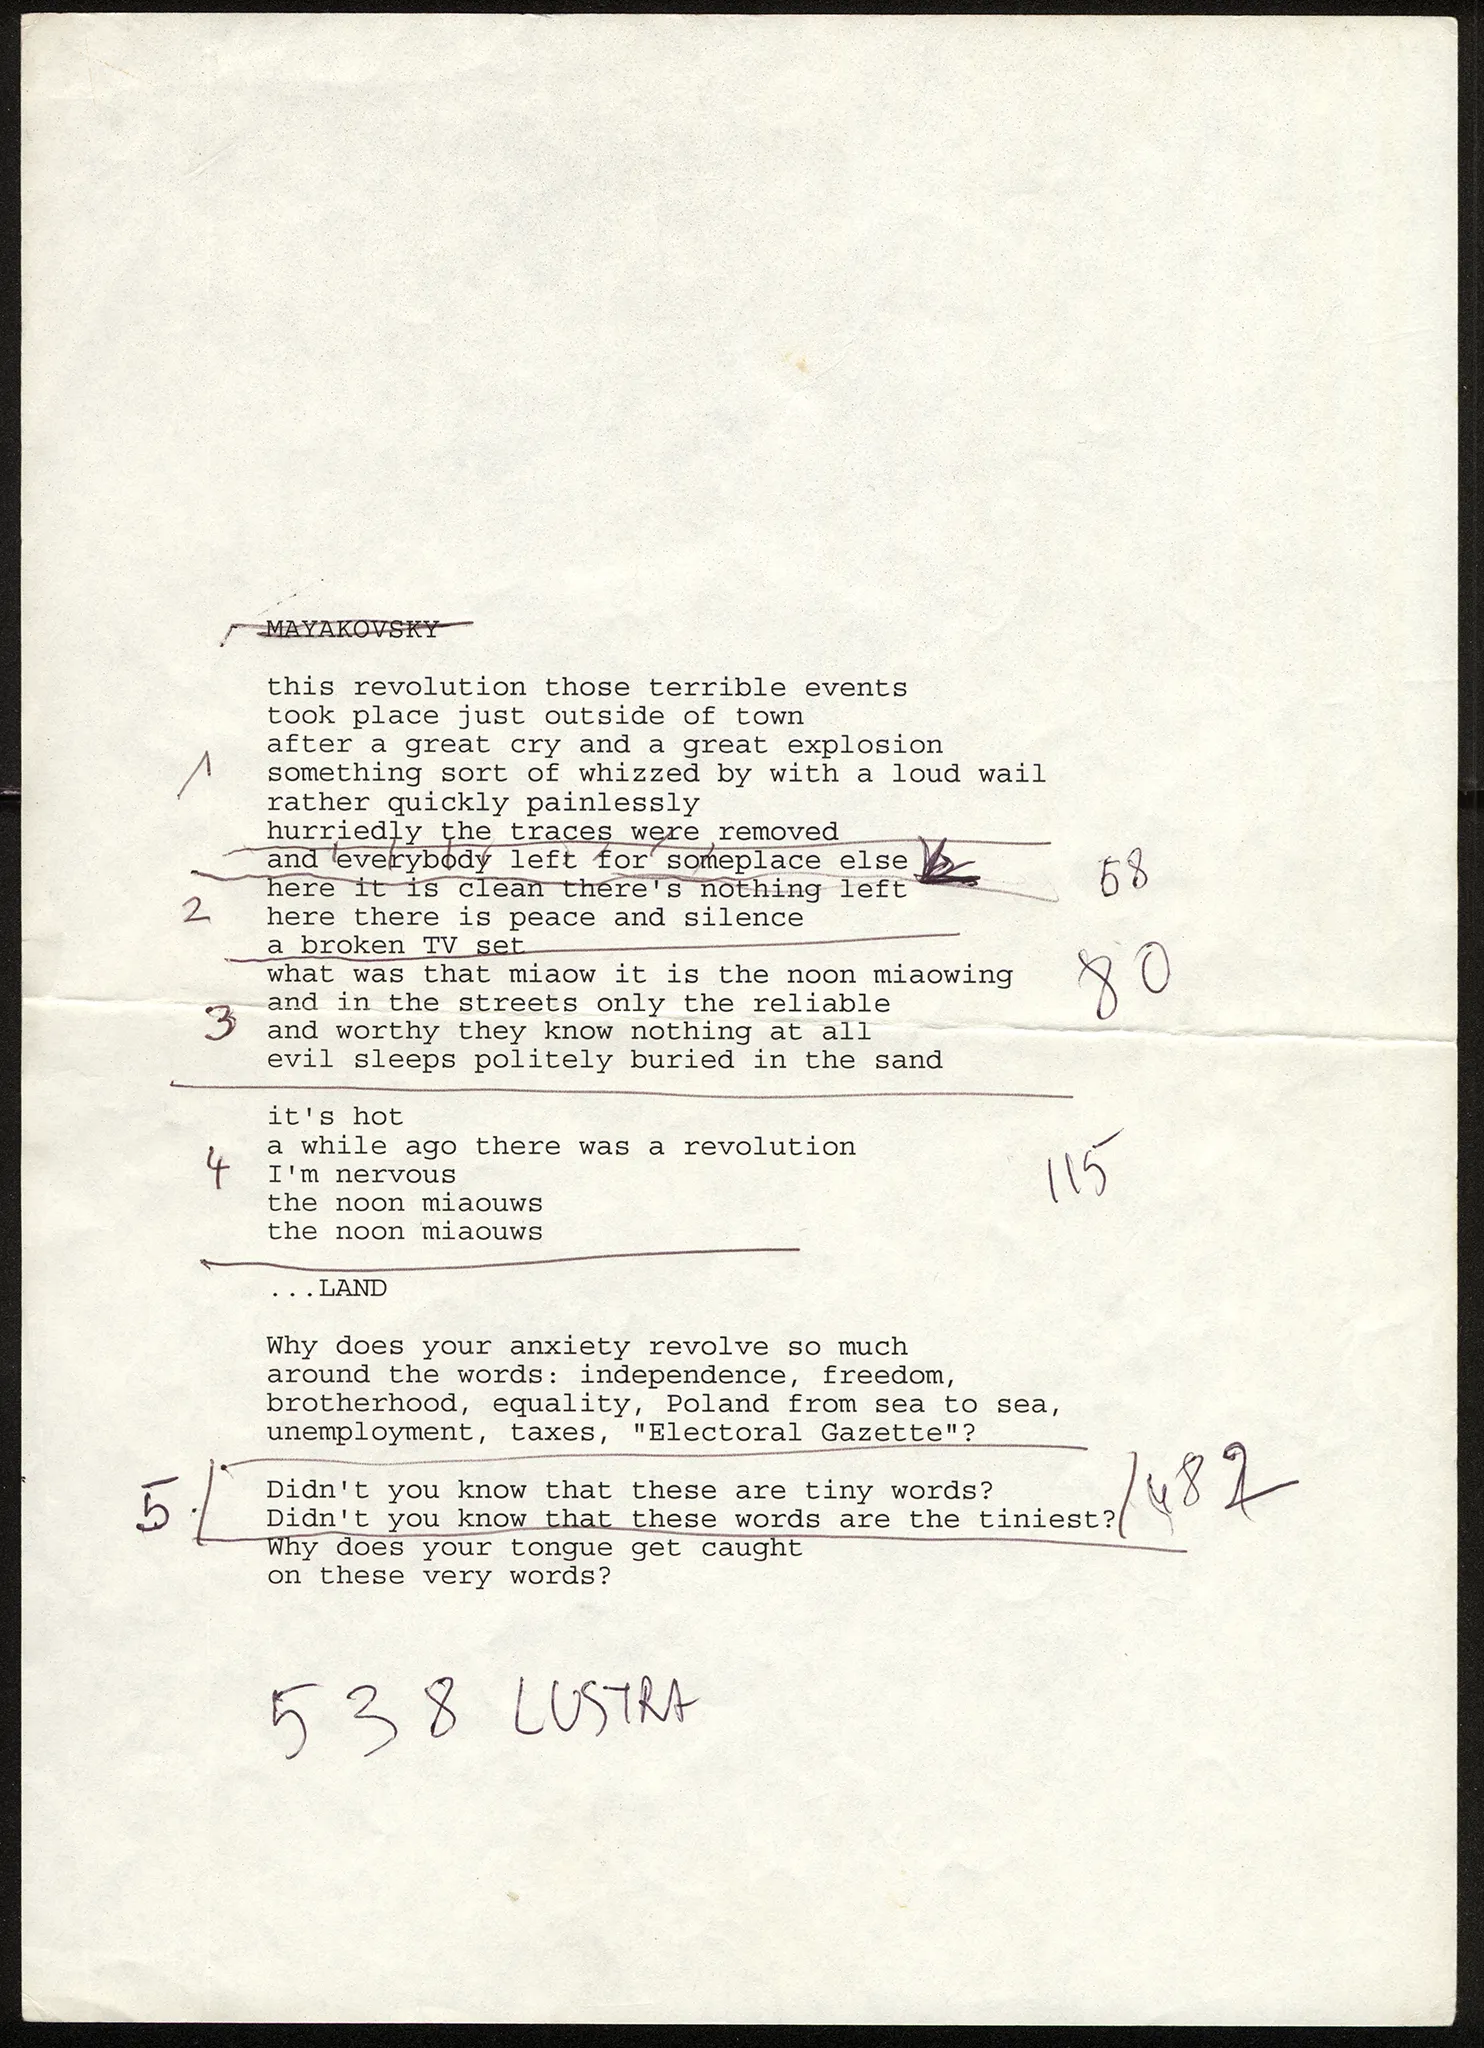 MAYAKOVSKY
this revolution those terrible events
took place just outside of town
after a great cry and a great explosion
1 something sort of whizzed by with a loud wail
rather quickly painlessly
hurriedly the traces were removed
and everybody left for someplace else
here it is clean there's nothing left 58
2 here there is peace and silence
a broken TV set
what was that miaow it is the noon miaowing 80
and in the streets only the reliable
3 and worthy they know nothing at all
evil sleeps politely buried in the sand
it's hot
a while ago there was a revolution
4 I'm nervous 115
the noon miaouws
the noon miaouws
...LAND
Why does your anxiety revolve so much
around the words: independence, freedom,
brotherhood, equality, Poland from sea to sea,
unemployment, taxes, "Electoral Gazette"?
5. Didn't you know that these are tiny words? 482
Didn't you know that these words are the tiniest?
Why does your tongue get caught
on these very words?
538 LUSTRA